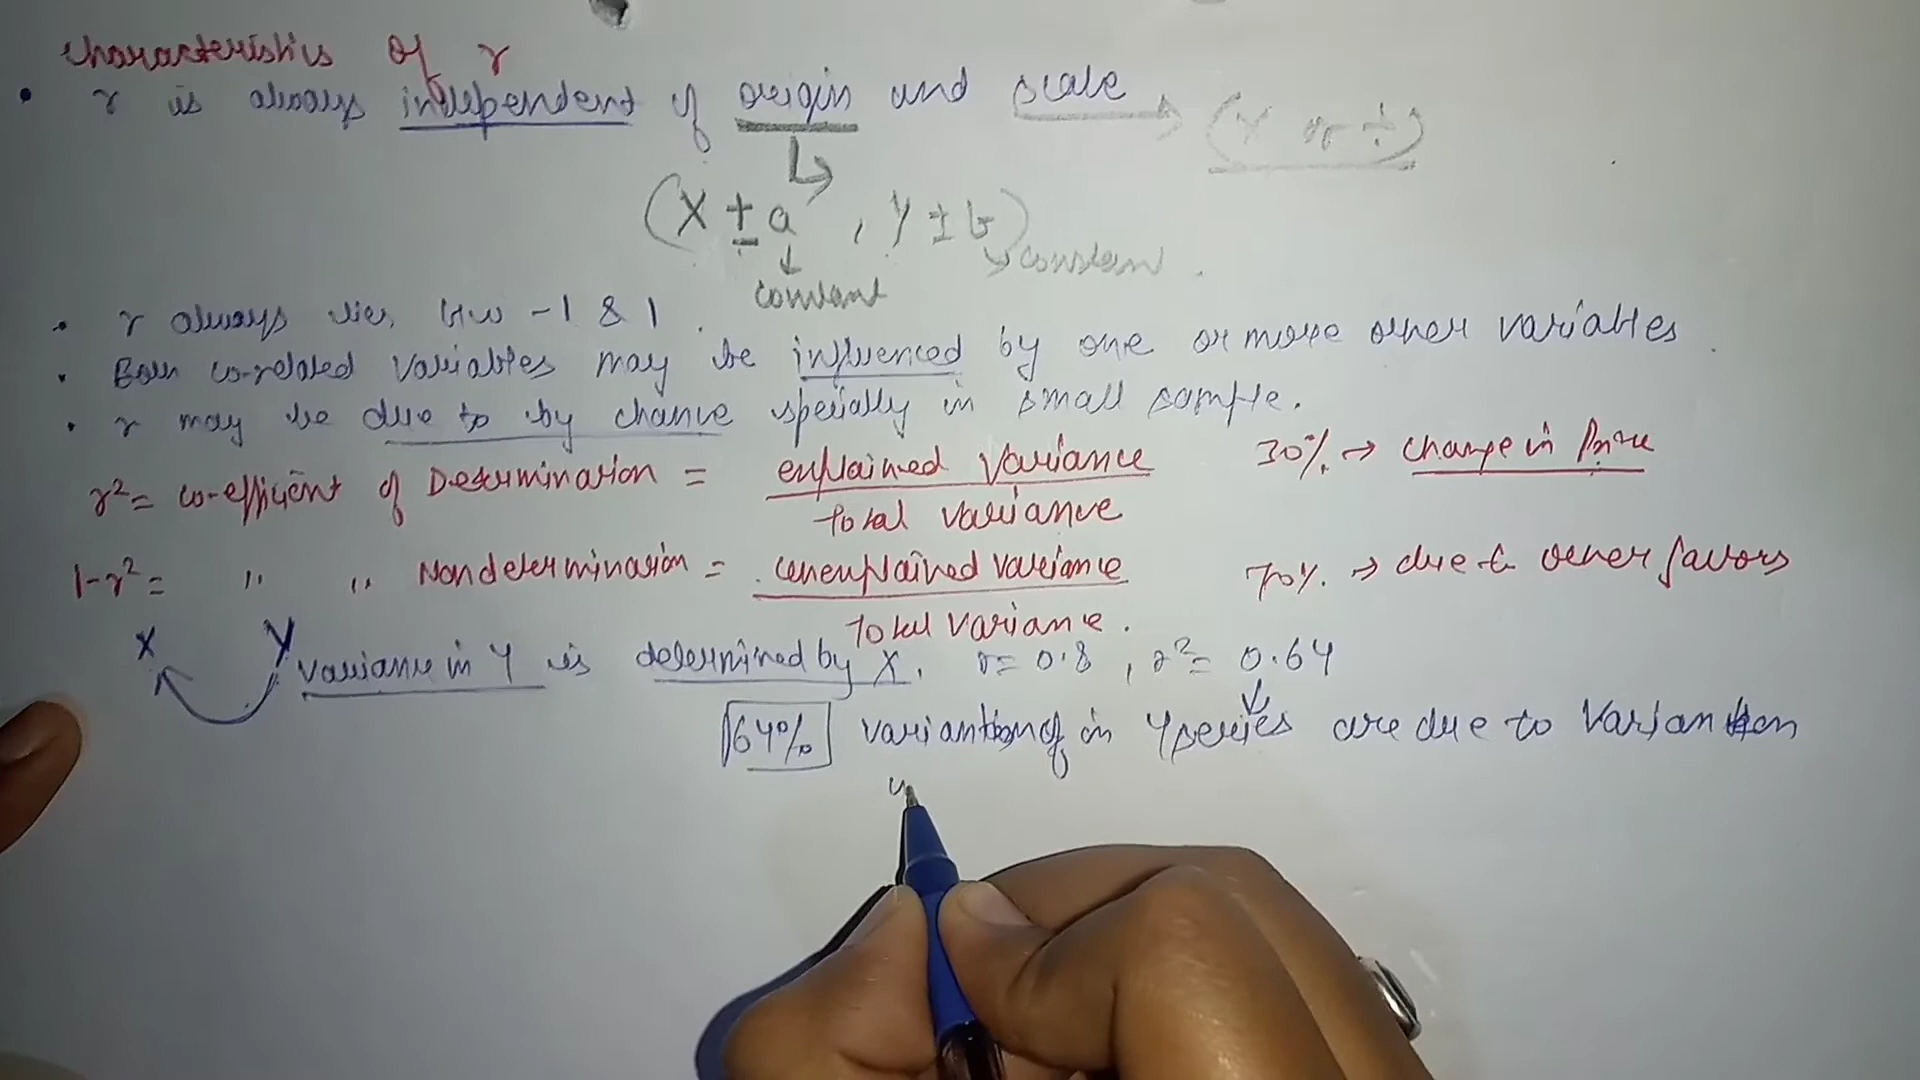 characteristics of r
• r is always independent of origin and scale → (X or ÷)
(X ± a , Y ± b)
constant
constant
• r always lies b/w -1 & 1.
• Both co-related variables may be influenced by one or more other variables.
• r may be due to by chance specially in small sample.
r² = co-efficient of Determination = explained variance / total variance
30% → change in Price
1-r² = " " Nondetermination = unexplained variance / total variance.
70% → due to other factors
X Y
variance in Y is determined by X. r = 0.8 , r² = 0.64
64% in Y series are due to